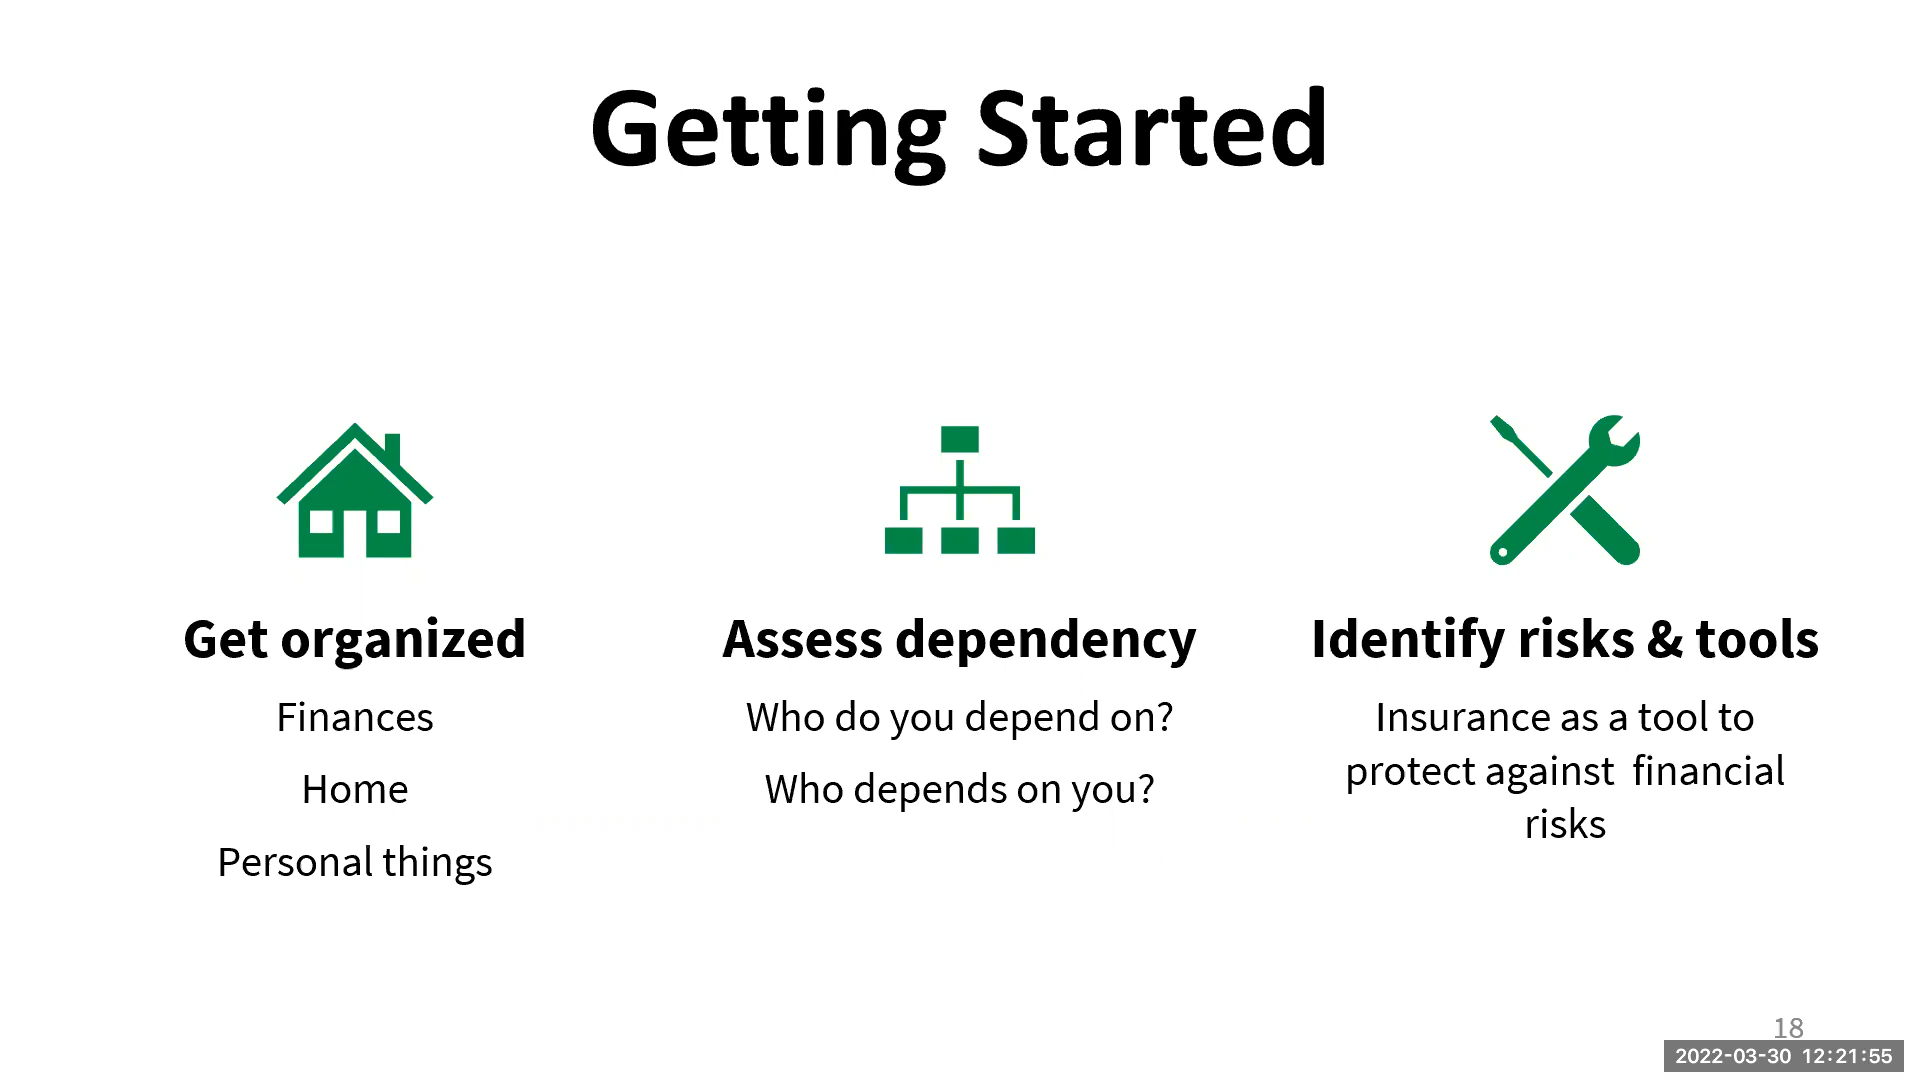 Getting Started
Get organized
Finances
Home
Personal things
Assess dependency
Who do you depend on?
Who depends on you?
Identify risks & tools
Insurance as a tool to
protect against  financial
risks
18
2022-03-30 12:21:55